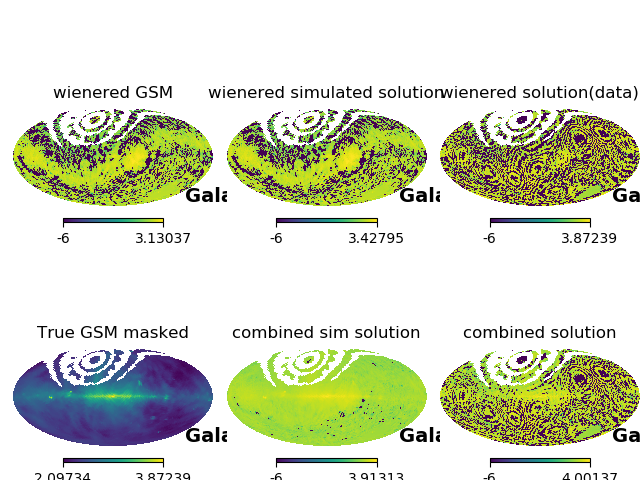 wienered GSM
wienered simulated solution
wienered solution(data)
Gala
Gala
Ga
-6 3.13037
-6 3.42795
-6 3.87239
True GSM masked
combined sim solution
combined solution
Gala
Gala
Ga
2.09734 3.87239
-6 3.91313
-6 4.00137